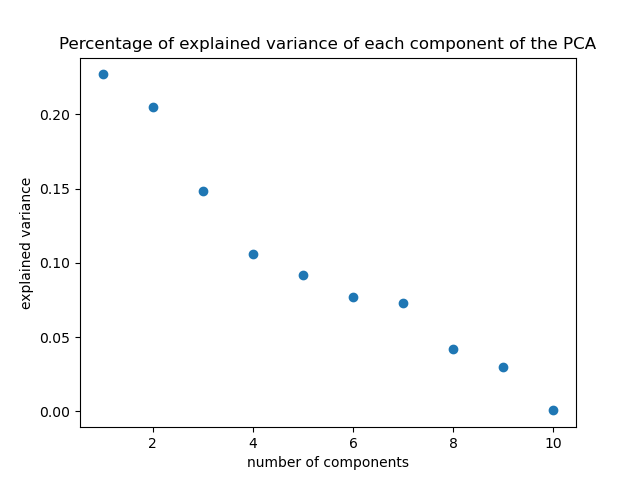 Percentage of explained variance of each component of the PCA
0.20
0.15
0.10
0.05
0.00
explained variance
2 4 6 8 10
number of components